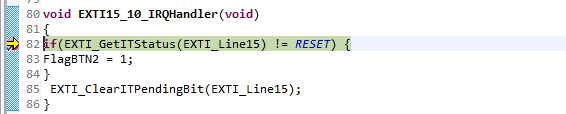 80 void EXTI15_10_IRQHandler(void)
81 {
82 if(EXTI_GetITStatus(EXTI_Line15) != RESET) {
83 FlagBTN2 = 1;
84 }
85  EXTI_ClearITPendingBit(EXTI_Line15);
86 }